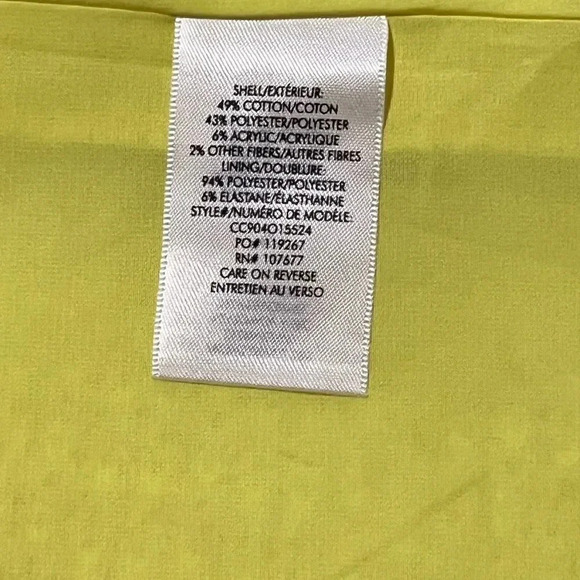 SHELL/EXTÉRIEUR:
49% COTTON/COTON
43% POLYESTER/POLYESTER
6% ACRYLIC/ACRYLIQUE
2% OTHER FIBERS/AUTRES FIBRES
LINING/DOUBLURE:
94% POLYESTER/POLYESTER
6% ELASTANE/ÉLASTHANNE
STYLE#/NUMÉRO DE MODÈLE:
CC904O15524
PO# 119267
RN# 107677
CARE ON REVERSE
ENTRETIEN AU VERSO